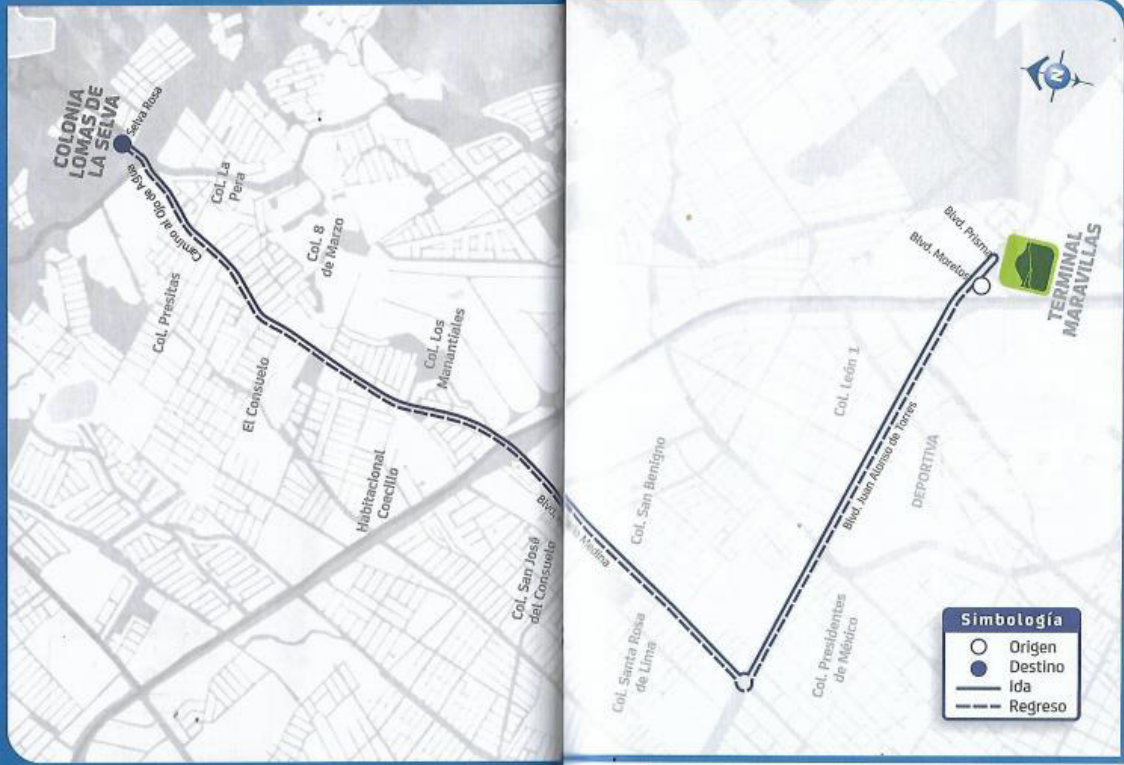 COLONIA
LOMAS DE
LA SELVA
Selva Rosa
Camino al Ojo de Agua
Col. La
Pera
Col. 8
de Marzo
Col. Presitas
El Consuelo
Col. Los
Manantiales
Habitacional
Coecillo
Col. San José
del Consuelo
Blvd.
Medina
Col. San Benigno
Col. Santa Rosa
de Lima
N
Blvd. Prisma
Blvd. Morelos
TERMINAL
MARAVILLAS
Col. León 1
Blvd. Juan Alonso de Torres
DEPORTIVA
Col. Presidentes
de México
Simbología
Origen
Destino
Ida
Regreso